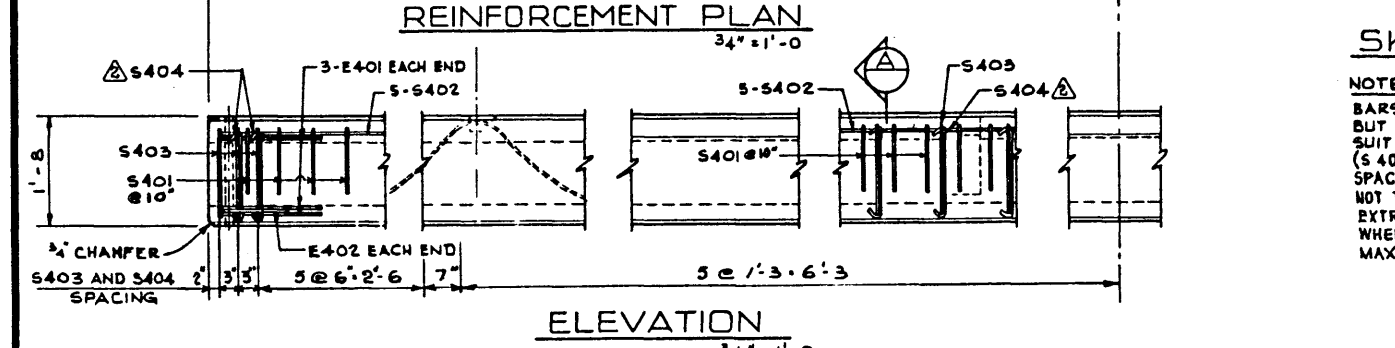 REINFORCEMENT PLAN
3/4" = 1'-0
2 S404
3-E401 EACH END
5-S402
A
S403
5-S402
S404 2
1'-8
S403
S401
@ 10"
S401 @ 10"
3/4" CHAMFER
E402 EACH END
S403 AND S404
SPACING
2" 3" 3" 5 @ 6" = 2'-6 7" 5 @ 1'-3 = 6'-3
ELEVATION
NOTE
BARS
BUT
SUIT
(S 40
SPAC
NOT
EXTR
WHE
MAX